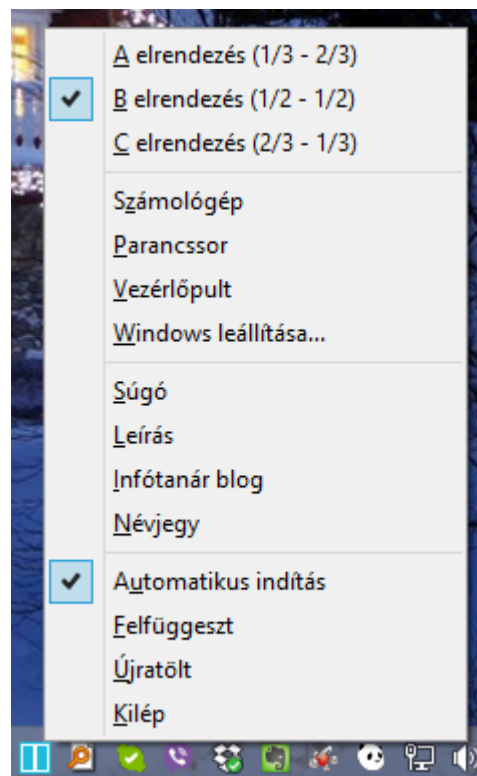 A elrendezés (1/3 - 2/3)
B elrendezés (1/2 - 1/2)
C elrendezés (2/3 - 1/3)
Számológép
Parancssor
Vezérlőpult
Windows leállítása...
Súgó
Leírás
Infótanár blog
Névjegy
Automatikus indítás
Felfüggeszt
Újratölt
Kilép